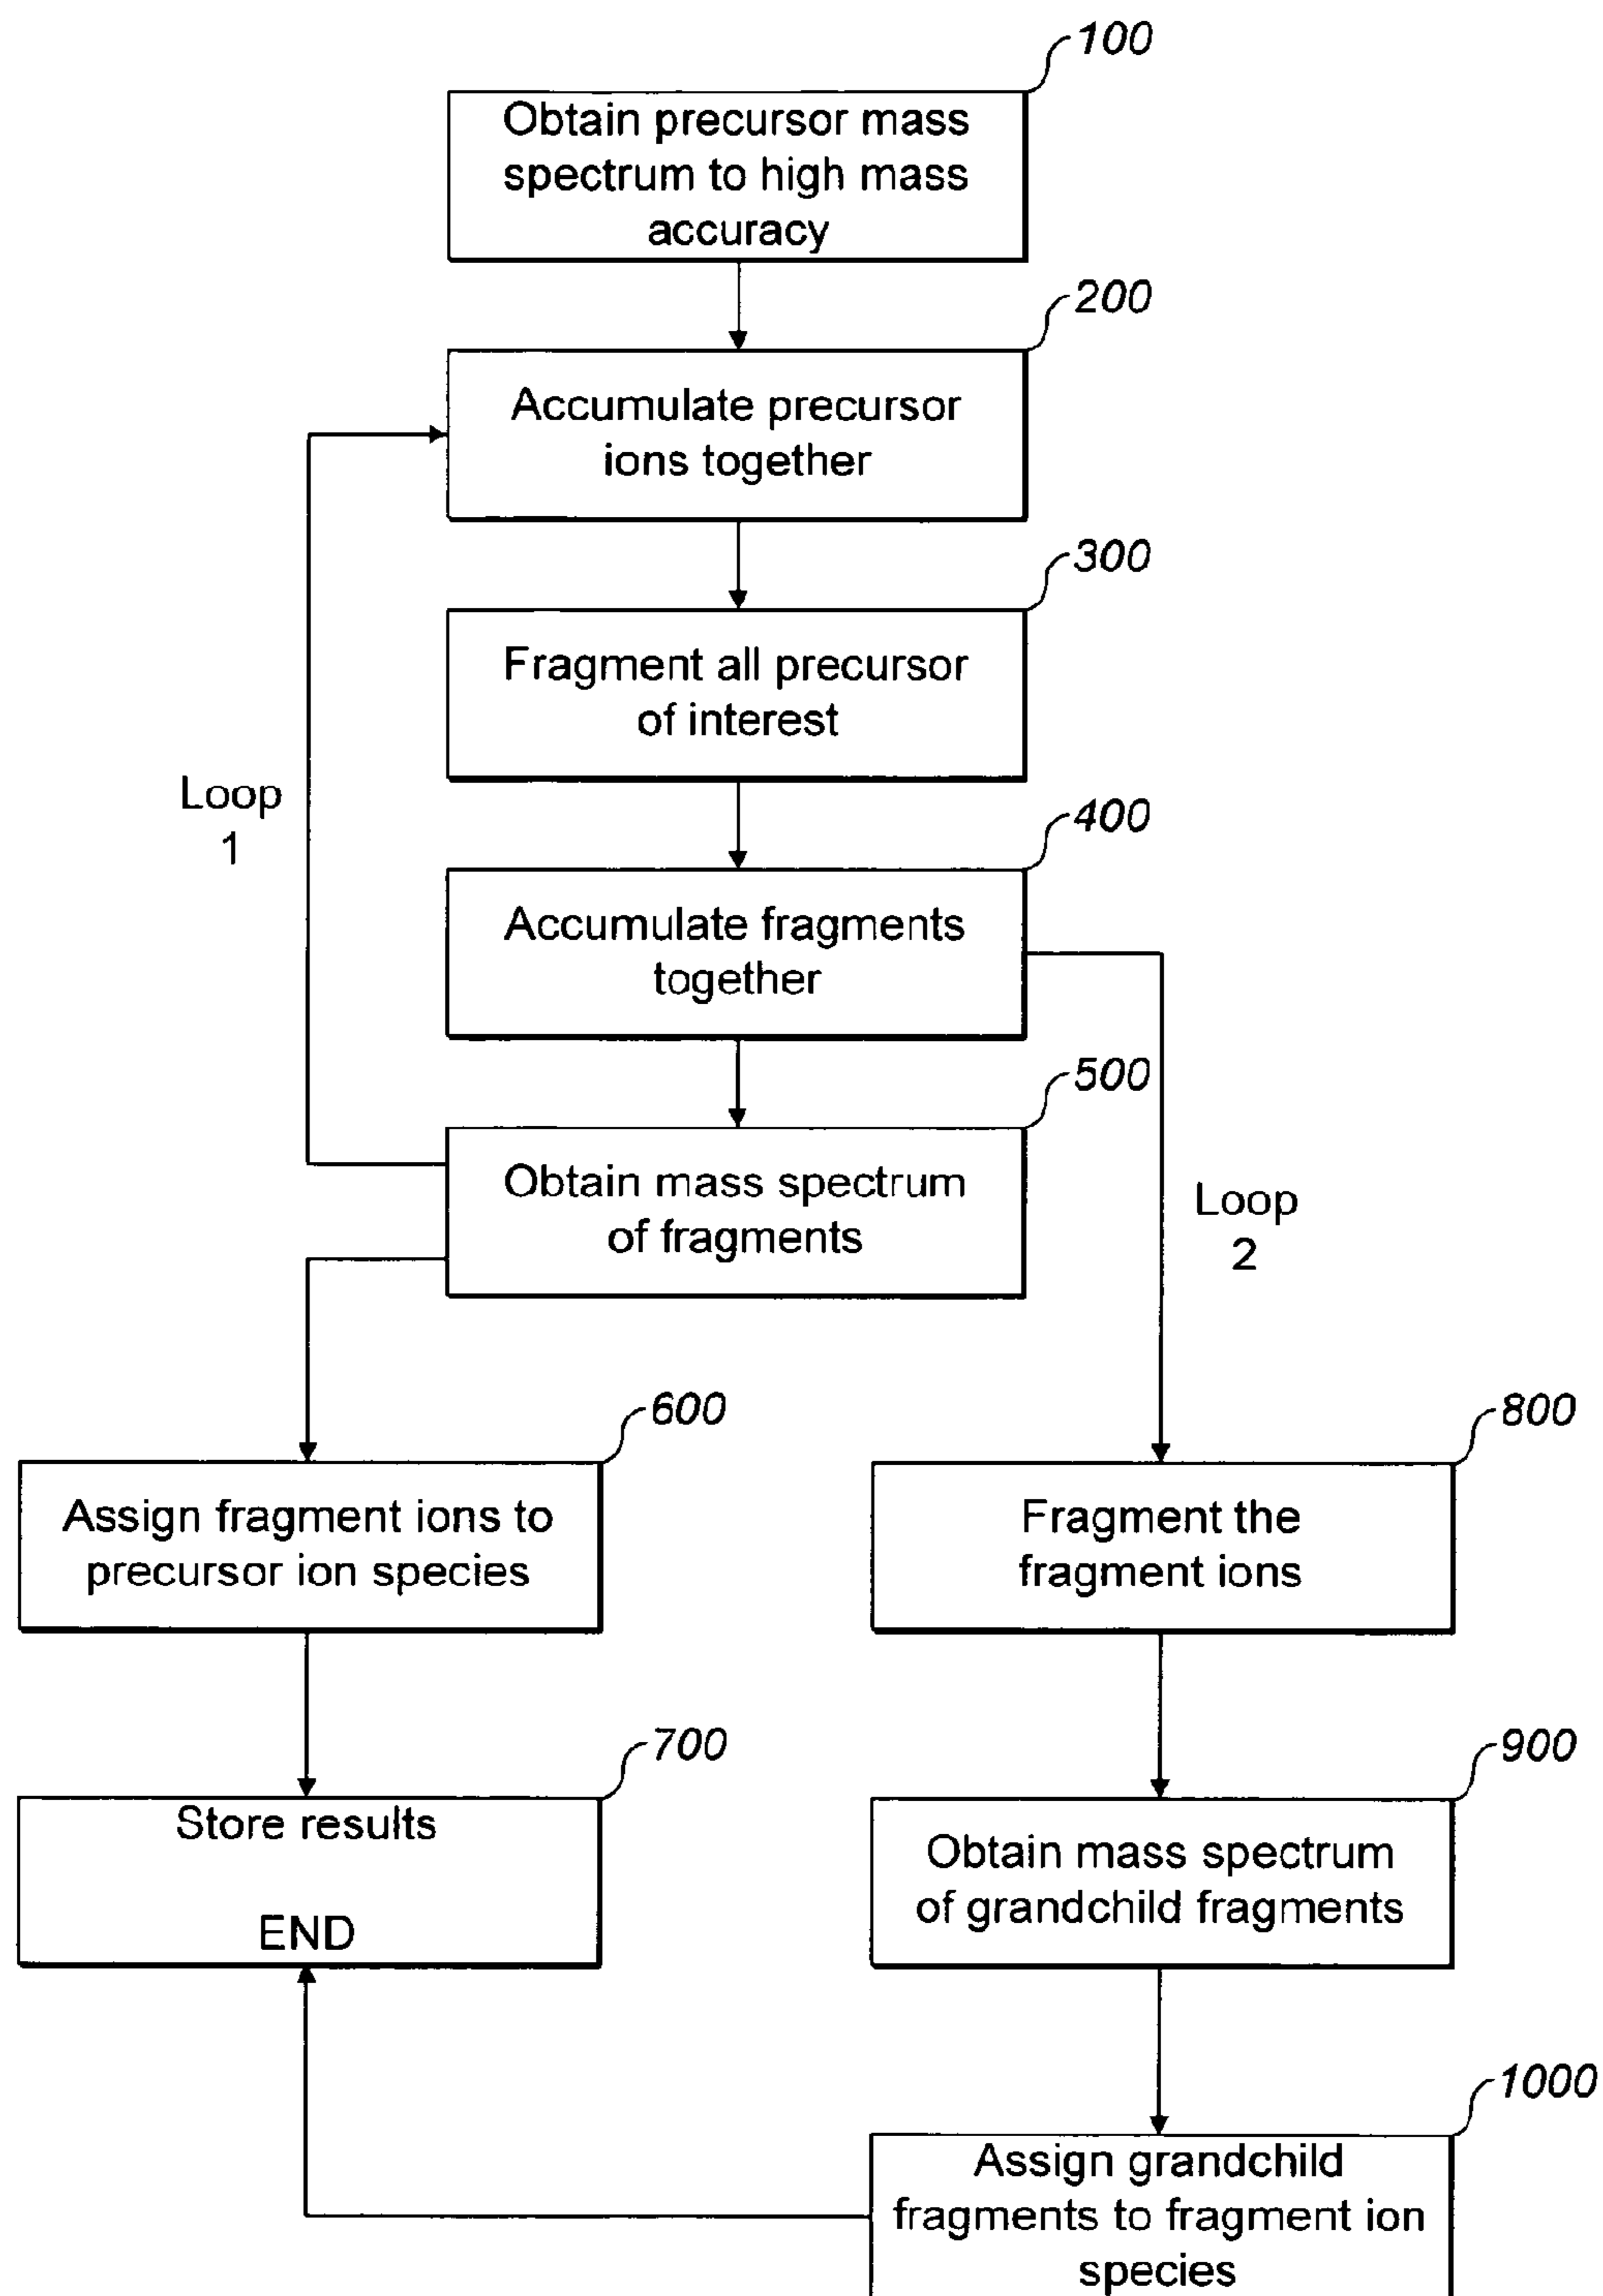 100
Obtain precursor mass
spectrum to high mass
accuracy
200
Accumulate precursor
ions together
300
Fragment all precursor
of interest
Loop
1
400
Accumulate fragments
together
500
Obtain mass spectrum
of fragments
Loop
2
600
Assign fragment ions to
precursor ion species
800
Fragment the
fragment ions
700
Store results
END
900
Obtain mass spectrum
of grandchild fragments
1000
Assign grandchild
fragments to fragment ion
species